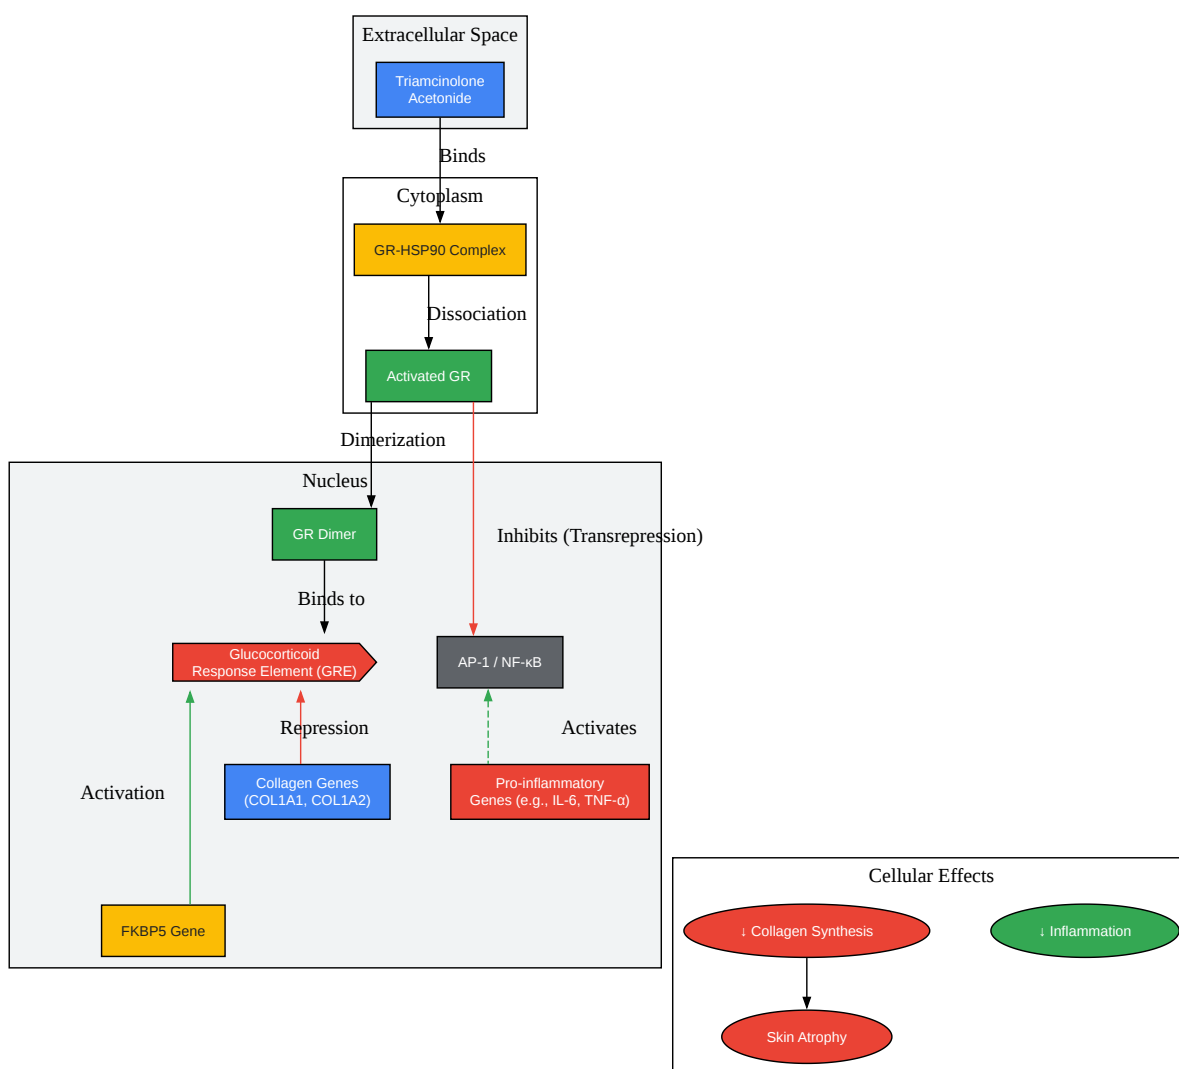 Extracellular Space
Triamcinolone
Acetonide
Binds
Cytoplasm
GR-HSP90 Complex
Dissociation
Activated GR
Dimerization
Nucleus
GR Dimer
Inhibits (Transrepression)
Binds to
Glucocorticoid
Response Element (GRE)
AP-1 / NF-κB
Repression
Activates
Activation
Collagen Genes
(COL1A1, COL1A2)
Pro-inflammatory
Genes (e.g., IL-6, TNF-α)
FKBP5 Gene
Cellular Effects
↓ Collagen Synthesis
↓ Inflammation
Skin Atrophy